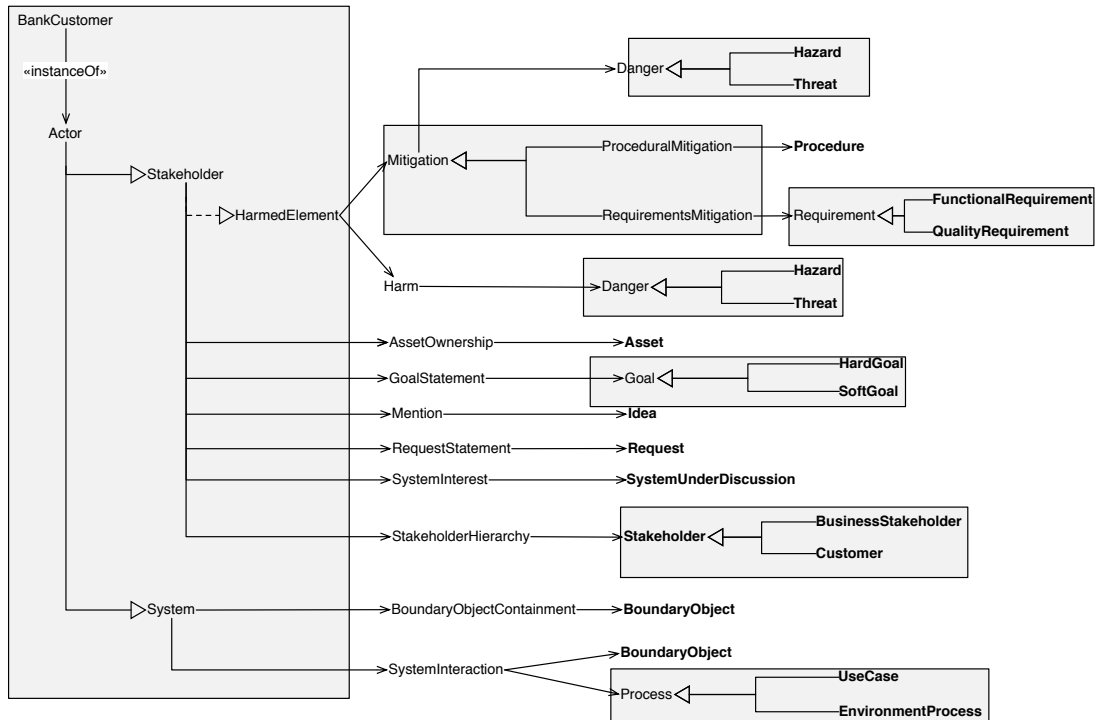 BankCustomer
«instanceOf»
Actor
Stakeholder
HarmedElement
Mitigation
Danger
Hazard
Threat
ProceduralMitigation
Procedure
RequirementsMitigation
Requirement
FunctionalRequirement
QualityRequirement
Harm
Danger
Hazard
Threat
AssetOwnership
Asset
GoalStatement
Goal
HardGoal
SoftGoal
Mention
Idea
RequestStatement
Request
SystemInterest
SystemUnderDiscussion
StakeholderHierarchy
Stakeholder
BusinessStakeholder
Customer
System
BoundaryObjectContainment
BoundaryObject
SystemInteraction
BoundaryObject
Process
UseCase
EnvironmentProcess